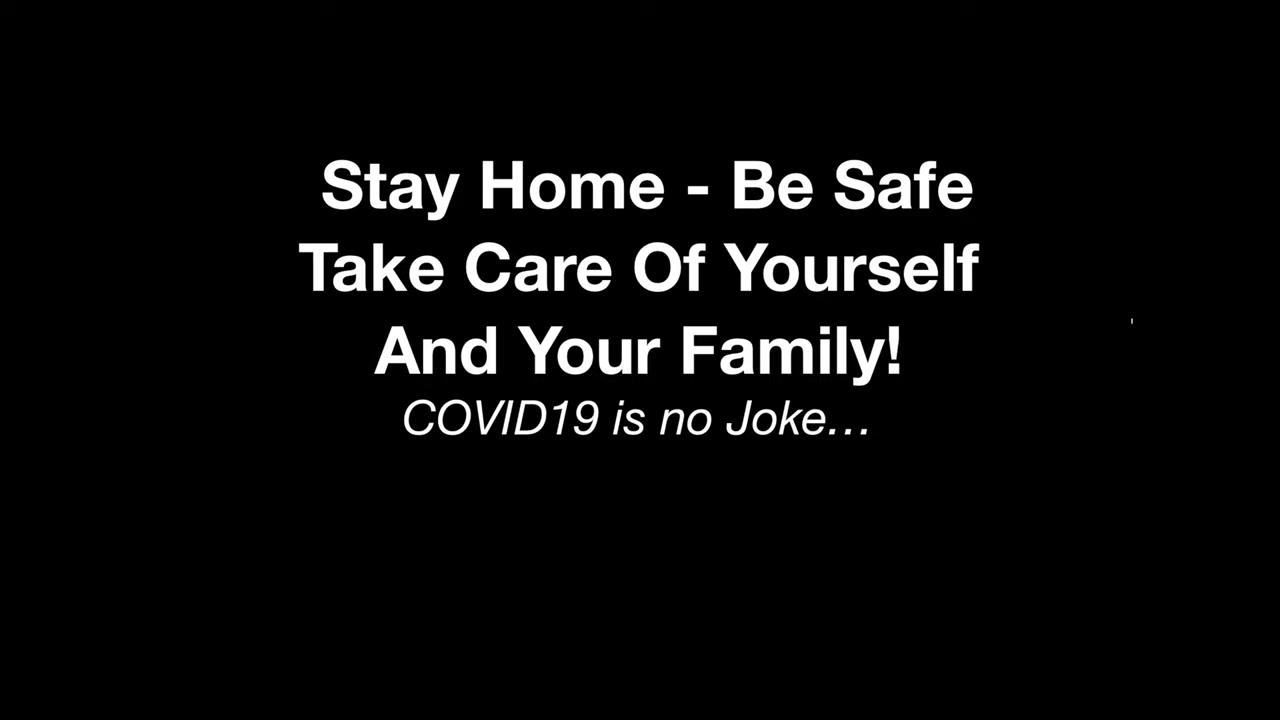 Stay Home - Be Safe
Take Care Of Yourself
And Your Family!
COVID19 is no Joke…